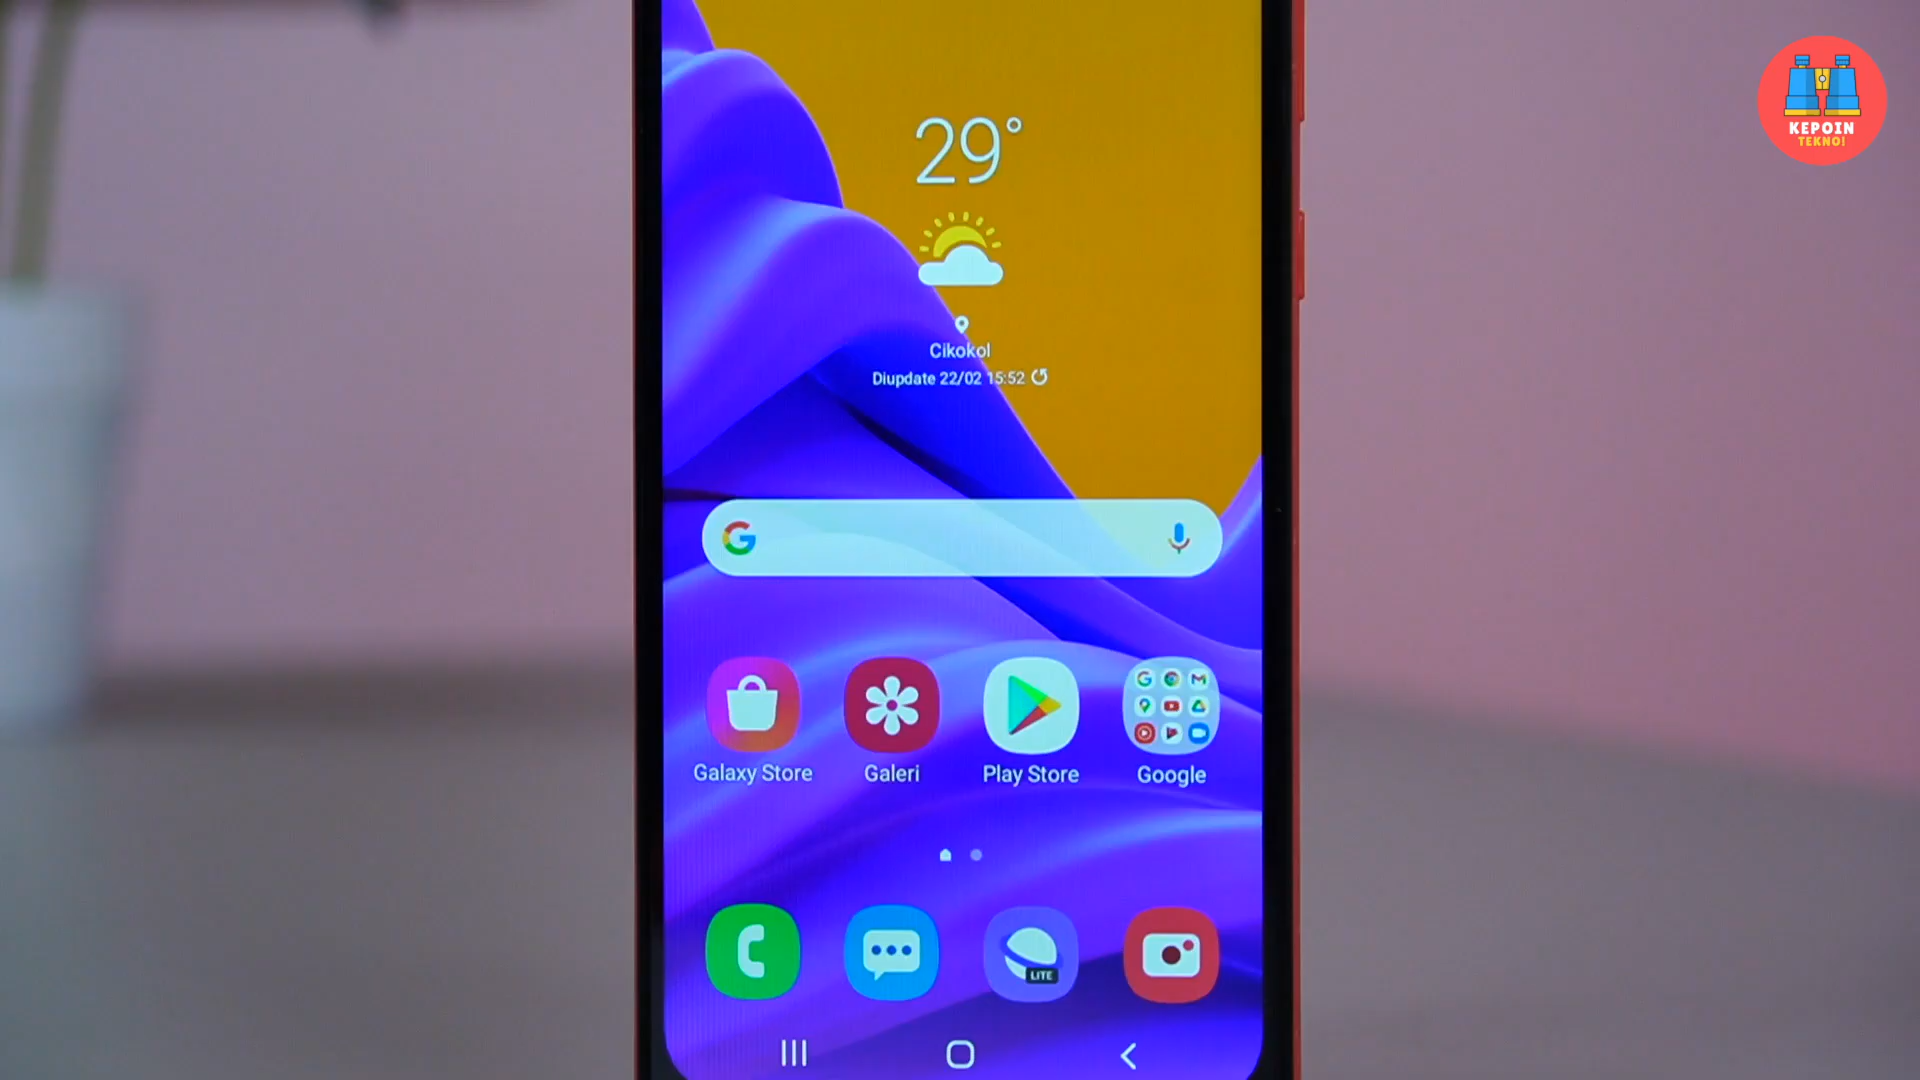 KEPOIN
TEKNO!
29°
Cikokol
Diupdate 22/02 15:52
Galaxy Store
Galeri
Play Store
Google
LITE